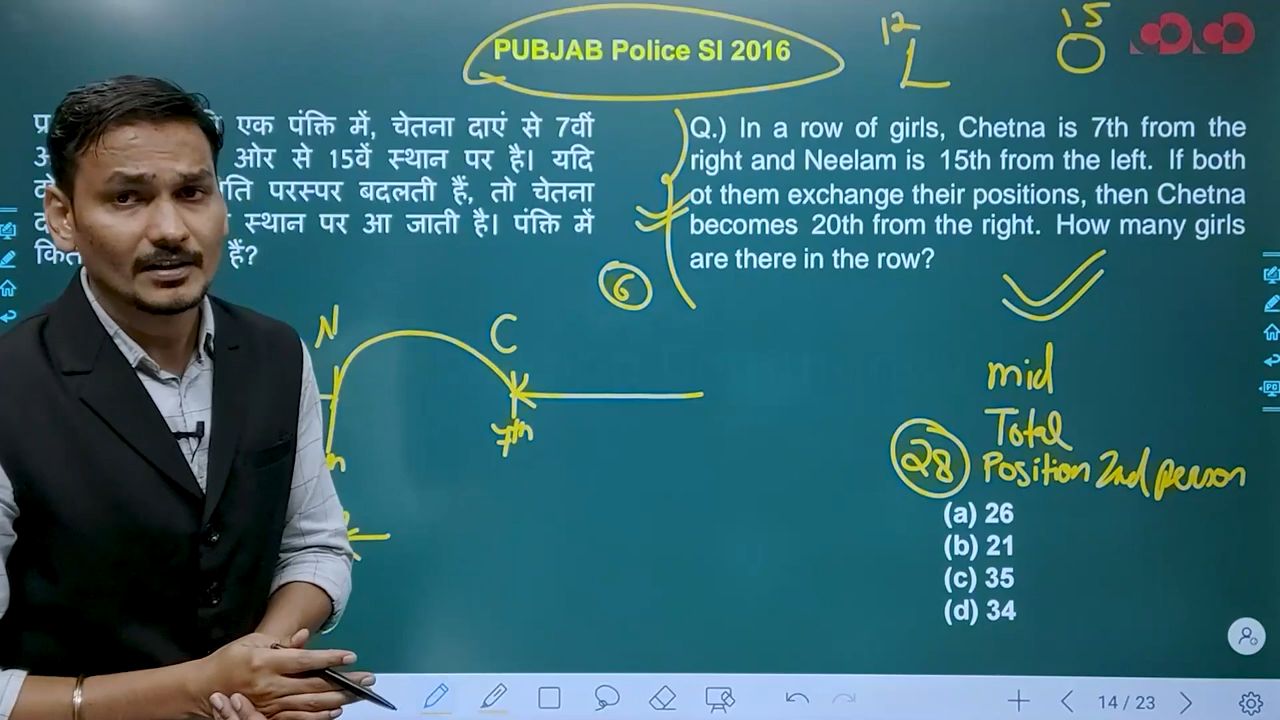 PUBJAB Police SI 2016
12
L
15
O
एक पंक्ति में, चेतना दाएं से 7वीं
ओर से 15वें स्थान पर है। यदि
परस्पर बदलती हैं, तो चेतना
स्थान पर आ जाती है। पंक्ति में
हैं?
Q.) In a row of girls, Chetna is 7th from the
right and Neelam is 15th from the left. If both
ot them exchange their positions, then Chetna
becomes 20th from the right. How many girls
are there in the row?
6
N
C
7th
mid
Total
28 Position 2nd person
(a) 26
(b) 21
(c) 35
(d) 34
14 / 23